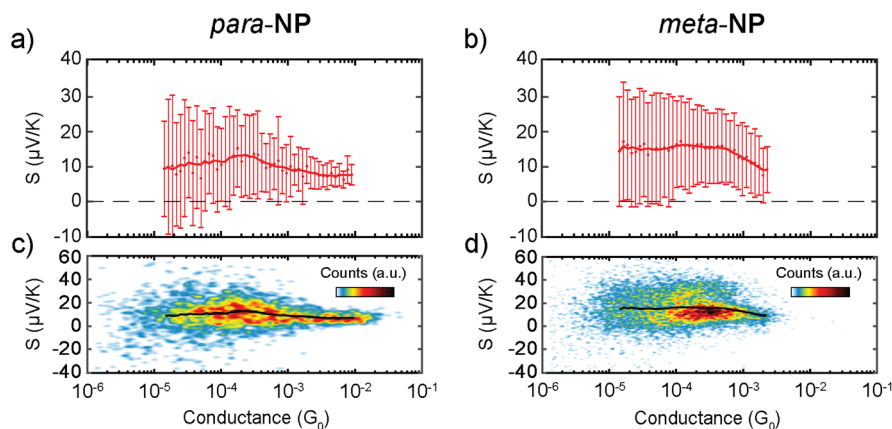 para-NP
meta-NP
a)
b)
40
30
20
10
0
-10
S (µV/K)
40
30
20
10
0
-10
S (µV/K)
c)
d)
60
40
20
0
-20
-40
S (µV/K)
Counts (a.u.)
60
40
20
0
-20
-40
S (µV/K)
Counts (a.u.)
10⁻⁶ 10⁻⁵ 10⁻⁴ 10⁻³ 10⁻² 10⁻¹
10⁻⁶ 10⁻⁵ 10⁻⁴ 10⁻³ 10⁻² 10⁻¹
Conductance (G₀)
Conductance (G₀)